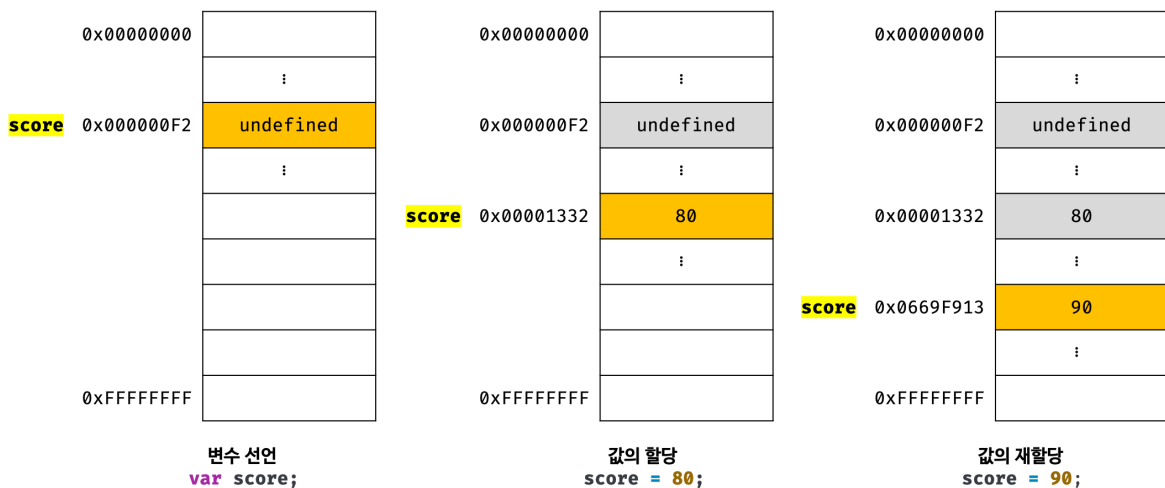 0x00000000
⋮
score 0x000000F2 undefined
⋮
0xFFFFFFFF
변수 선언
var score;
0x00000000
⋮
0x000000F2 undefined
⋮
score 0x00001332 80
⋮
0xFFFFFFFF
값의 할당
score = 80;
0x00000000
⋮
0x000000F2 undefined
⋮
0x00001332 80
⋮
score 0x0669F913 90
⋮
0xFFFFFFFF
값의 재할당
score = 90;